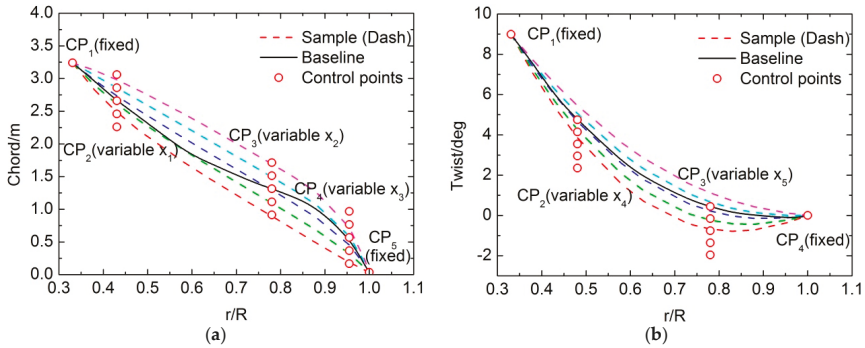 4.0
3.5
3.0
2.5
2.0
1.5
1.0
0.5
0.0
Chord/m
0.3 0.4 0.5 0.6 0.7 0.8 0.9 1.0 1.1
r/R
CP₁(fixed)
Sample (Dash)
Baseline
Control points
CP₂(variable x₁)
CP₃(variable x₂)
CP₄(variable x₃)
CP₅
(fixed)
(a)
10
8
6
4
2
0
-2
Twist/deg
0.3 0.4 0.5 0.6 0.7 0.8 0.9 1.0 1.1
r/R
CP₁(fixed)
Sample (Dash)
Baseline
Control points
CP₂(variable x₄)
CP₃(variable x₅)
CP₄(fixed)
(b)